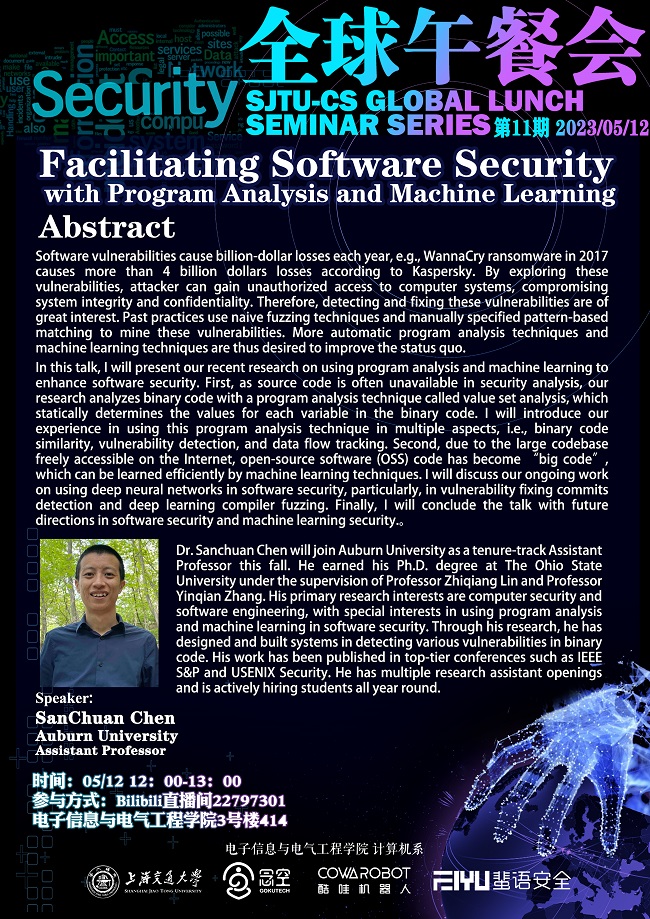 Access
important
services
servers
possible
sites
Data
network
use
also
compu
Security
全球午餐会
SJTU-CS GLOBAL LUNCH
SEMINAR SERIES 第11期 2023/05/12
Facilitating Software Security
with Program Analysis and Machine Learning
Abstract
Software vulnerabilities cause billion-dollar losses each year, e.g., WannaCry ransomware in 2017
causes more than 4 billion dollars losses according to Kaspersky. By exploring these
vulnerabilities, attacker can gain unauthorized access to computer systems, compromising
system integrity and confidentiality. Therefore, detecting and fixing these vulnerabilities are of
great interest. Past practices use naive fuzzing techniques and manually specified pattern-based
matching to mine these vulnerabilities. More automatic program analysis techniques and
machine learning techniques are thus desired to improve the status quo.
In this talk, I will present our recent research on using program analysis and machine learning to
enhance software security. First, as source code is often unavailable in security analysis, our
research analyzes binary code with a program analysis technique called value set analysis, which
statically determines the values for each variable in the binary code. I will introduce our
experience in using this program analysis technique in multiple aspects, i.e., binary code
similarity, vulnerability detection, and data flow tracking. Second, due to the large codebase
freely accessible on the Internet, open-source software (OSS) code has become “big code”,
which can be learned efficiently by machine learning techniques. I will discuss our ongoing work
on using deep neural networks in software security, particularly, in vulnerability fixing commits
detection and deep learning compiler fuzzing. Finally, I will conclude the talk with future
directions in software security and machine learning security.。
Dr. Sanchuan Chen will join Auburn University as a tenure-track Assistant
Professor this fall. He earned his Ph.D. degree at The Ohio State
University under the supervision of Professor Zhiqiang Lin and Professor
Yinqian Zhang. His primary research interests are computer security and
software engineering, with special interests in using program analysis
and machine learning in software security. Through his research, he has
designed and built systems in detecting various vulnerabilities in binary
code. His work has been published in top-tier conferences such as IEEE
S&P and USENIX Security. He has multiple research assistant openings
and is actively hiring students all year round.
Speaker:
SanChuan Chen
Auburn University
Assistant Professor
时间：05/12 12：00-13：00
参与方式：Bilibili直播间22797301
电子信息与电气工程学院3号楼414
电子信息与电气工程学院 计算机系
上海交通大学
SHANGHAI JIAO TONG UNIVERSITY
念空
GOKUTECH
COWAROBOT
酷哇机器人
FEIYU 蜚语安全